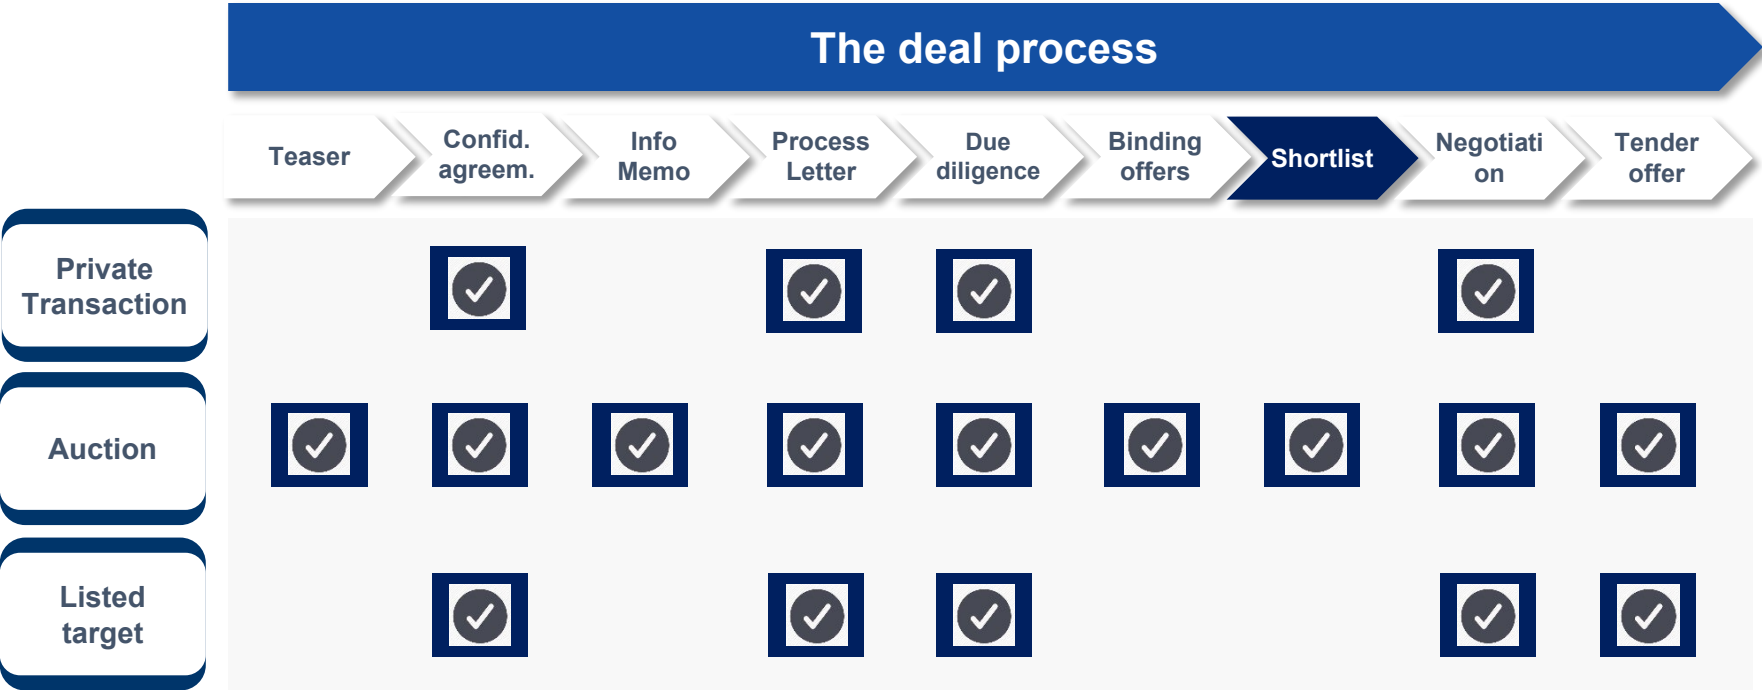 The deal process
Teaser
Confid.
agreem.
Info
Memo
Process
Letter
Due
diligence
Binding
offers
Shortlist
Negotiati
on
Tender
offer
Private
Transaction
Auction
Listed
target